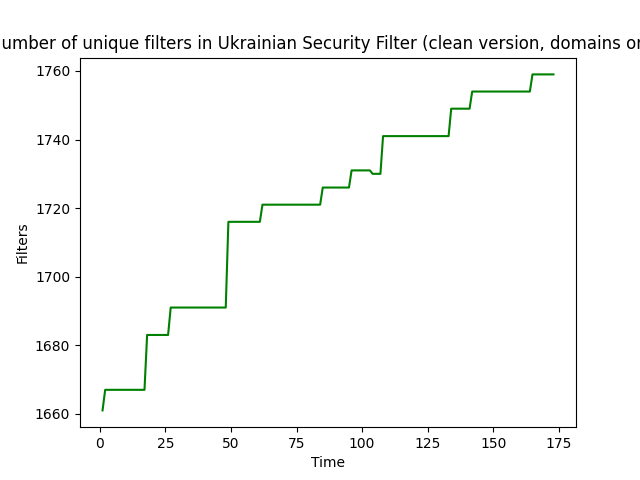 umber of unique filters in Ukrainian Security Filter (clean version, domains or
1760
1740
1720
1700
1680
1660
Filters
0 25 50 75 100 125 150 175
Time